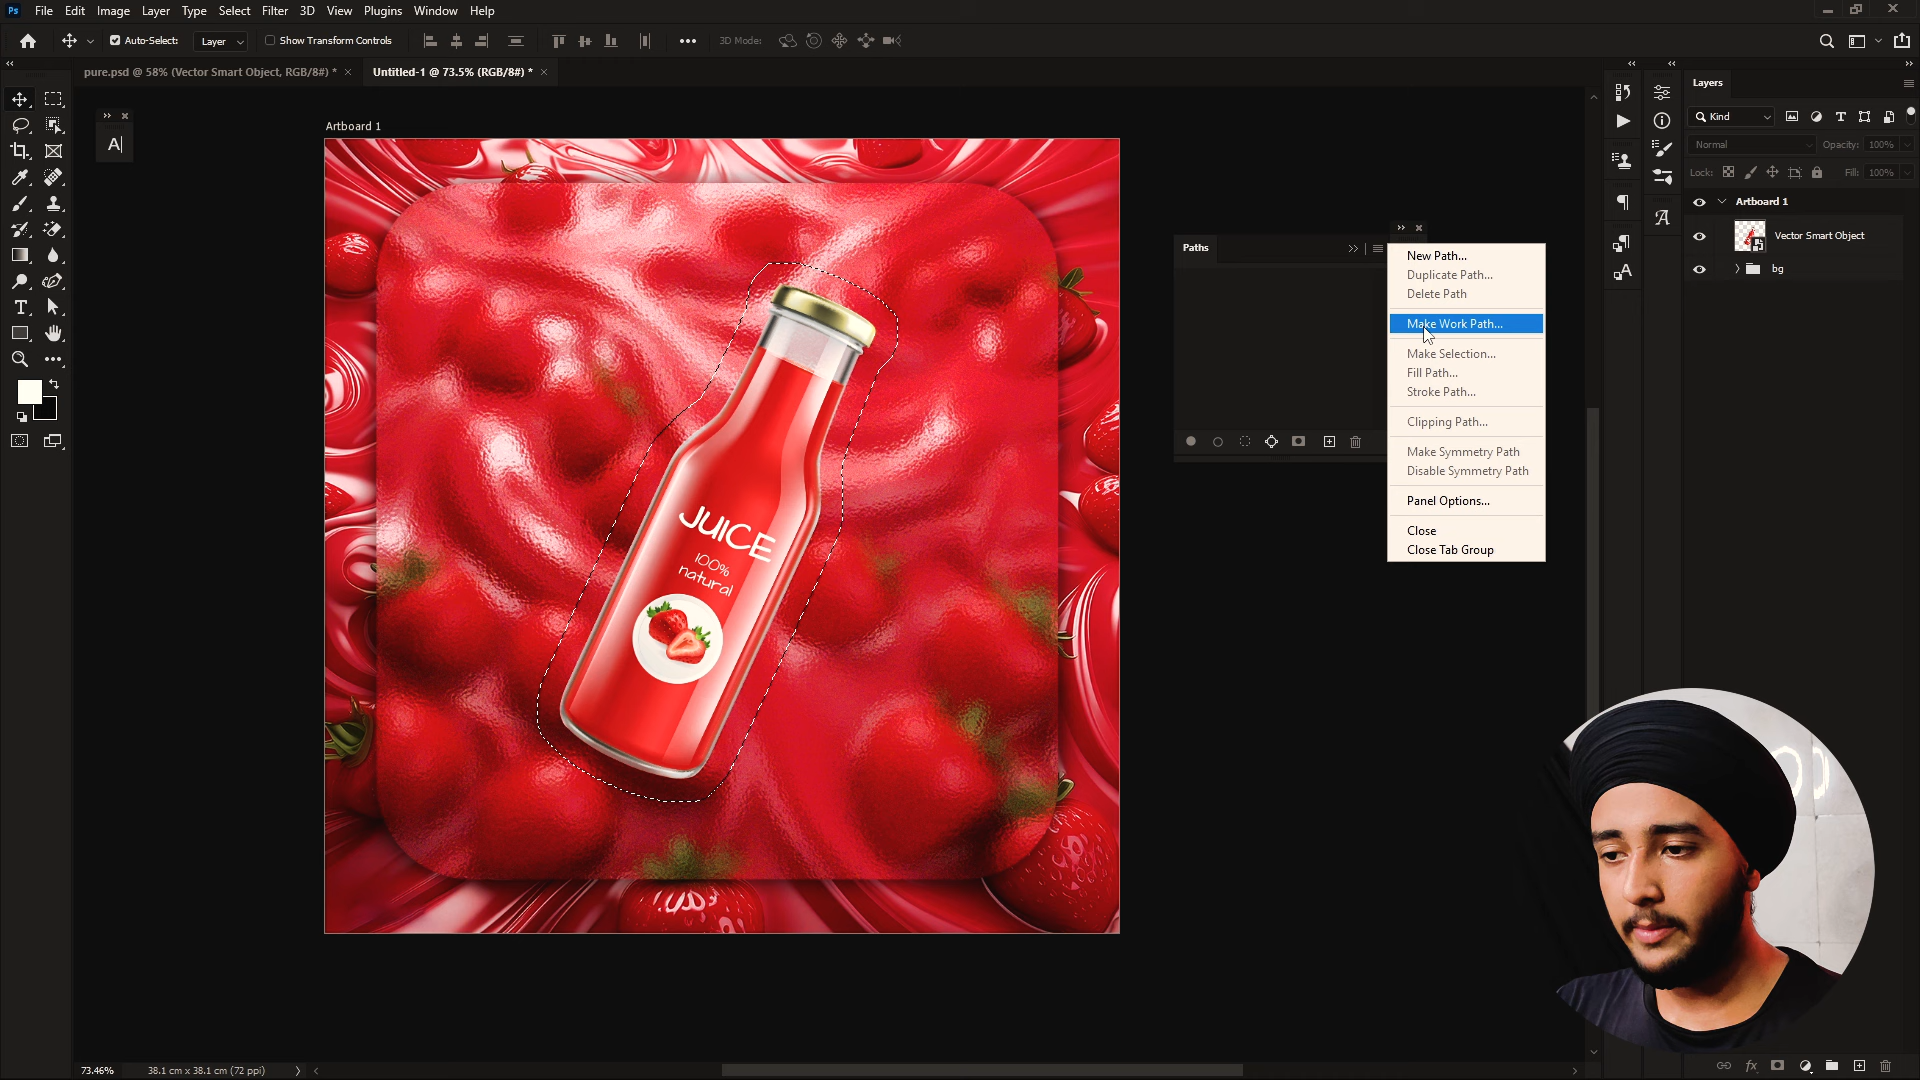 Ps File Edit Image Layer Type Select Filter 3D View Plugins Window Help
Auto-Select: Layer Show Transform Controls 3D Mode:
pure.psd @ 58% (Vector Smart Object, RGB/8#) * × Untitled-1 @ 73.5% (RGB/8#) * ×
Layers
Kind
Normal Opacity: 100%
Lock: Fill: 100%
Artboard 1
Vector Smart Object
bg
A|
Artboard 1
Paths
New Path...
Duplicate Path...
Delete Path
Make Work Path...
Make Selection...
Fill Path...
Stroke Path...
Clipping Path...
Make Symmetry Path
Disable Symmetry Path
Panel Options...
Close
Close Tab Group
JUICE
100%
natural
73.46% 38.1 cm x 38.1 cm (72 ppi)